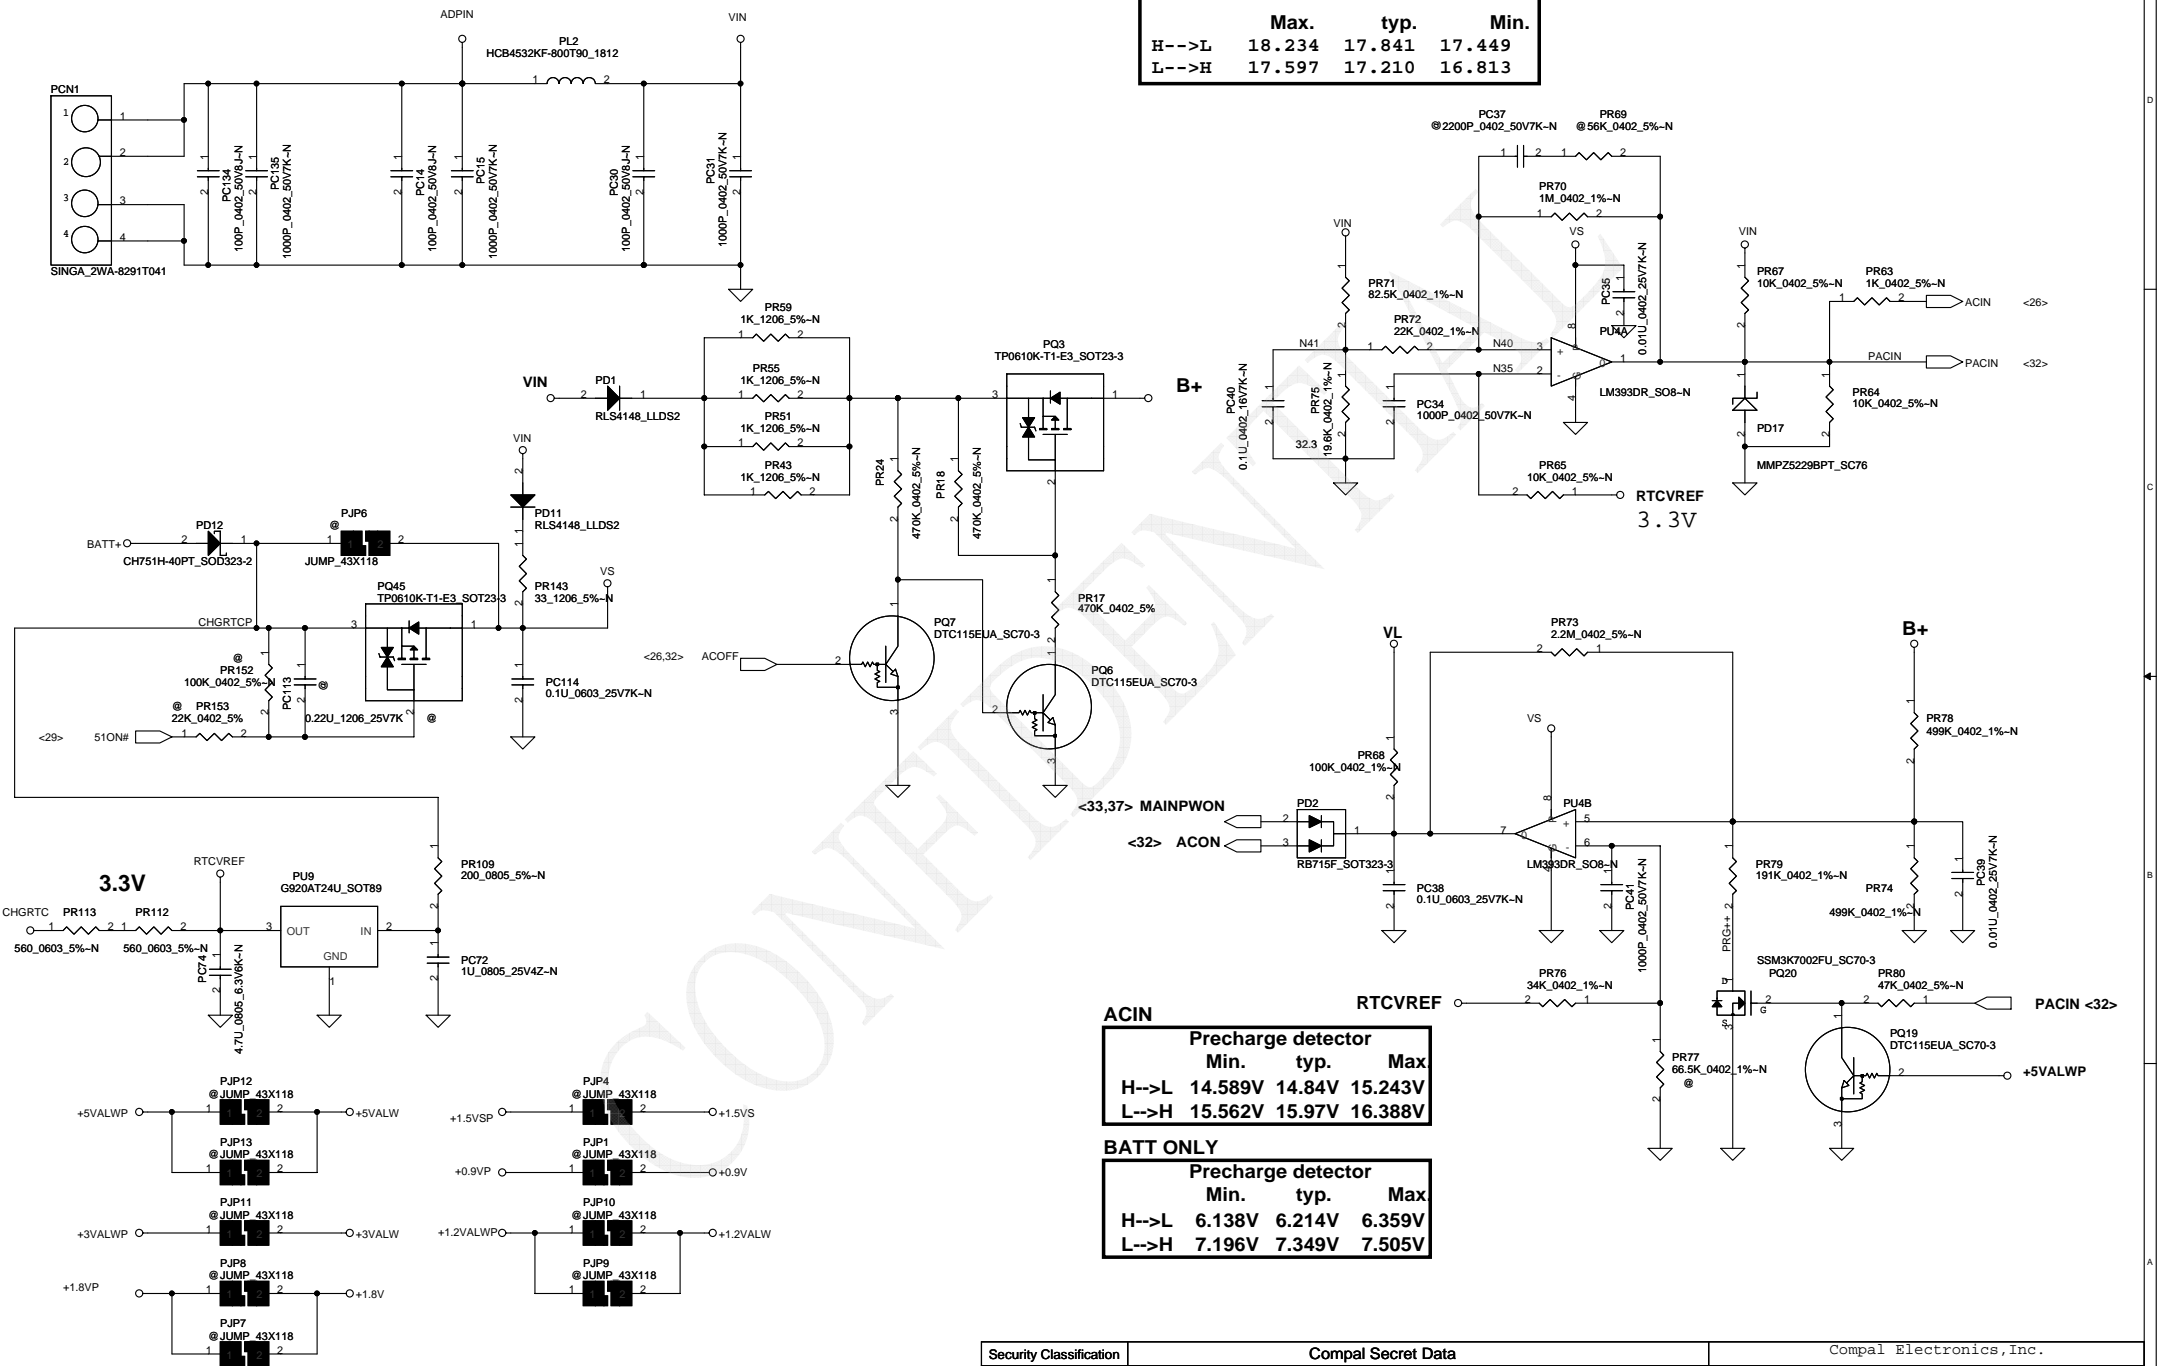 ADPIN
VIN
PL2
HCB4532KF-800T90_1812
1 2
PCN1
1 1
2 2
3 3
4 4
SINGA_2WA-8291T041
PC134
100P_0402_50V8J~N
PC135
1000P_0402_50V7K~N
PC14
100P_0402_50V8J~N
PC15
1000P_0402_50V7K~N
PC30
100P_0402_50V8J~N
PC31
1000P_0402_50V7K~N
Max. typ. Min.
H-->L 18.234 17.841 17.449
L-->H 17.597 17.210 16.813
PC37
@2200P_0402_50V7K~N
PR69
@56K_0402_5%~N
PR70
1M_0402_1%~N
VIN
VS
VIN
PR71
82.5K_0402_1%~N
PR72
22K_0402_1%~N
PC35
0.01U_0402_25V7K~N
PU4A
LM393DR_SO8~N
N41
N40
N35
PC40
0.1U_0402_16V7K~N
PR75
19.6K_0402_1%~N
32.3
PC34
1000P_0402_50V7K~N
PR65
10K_0402_5%~N
RTCVREF
3.3V
PR67
10K_0402_5%~N
PR63
1K_0402_5%~N
ACIN <26>
PACIN
PACIN <32>
PR64
10K_0402_5%~N
PD17
MMPZ5229BPT_SC76
PR59
1K_1206_5%~N
PR55
1K_1206_5%~N
PR51
1K_1206_5%~N
PR43
1K_1206_5%~N
VIN
PD1
RLS4148_LLDS2
PQ3
TP0610K-T1-E3_SOT23-3
B+
PR24
470K_0402_5%~N
PR18
470K_0402_5%~N
VIN
PD11
RLS4148_LLDS2
BATT+
PD12
CH751H-40PT_SOD323-2
PJP6
@
JUMP_43X118
PQ45
TP0610K-T1-E3_SOT23-3
PR143
33_1206_5%~N
VS
CHGRTCP
@
PR152
100K_0402_5%~N
PC113
@
0.22U_1206_25V7K
@
@
PR153
22K_0402_5%
<29> 51ON#
PC114
0.1U_0603_25V7K~N
PQ7
DTC115EUA_SC70-3
<26,32> ACOFF
PR17
470K_0402_5%
PQ6
DTC115EUA_SC70-3
VL
PR73
2.2M_0402_5%~N
B+
PR68
100K_0402_1%~N
VS
PR78
499K_0402_1%~N
<33,37> MAINPWON
<32> ACON
PD2
RB715F_SOT323-3
PU4B
LM393DR_SO8~N
PC38
0.1U_0603_25V7K~N
PC41
1000P_0402_50V7K~N
PR79
191K_0402_1%~N
PR74
499K_0402_1%~N
PC39
0.01U_0402_25V7K~N
PRG++
SSM3K7002FU_SC70-3
PQ20
D
G
S
PR80
47K_0402_5%~N
PACIN <32>
PR76
34K_0402_1%~N
RTCVREF
PR77
66.5K_0402_1%~N
@
PQ19
DTC115EUA_SC70-3
+5VALWP
3.3V
RTCVREF
PU9
G920AT24U_SOT89
OUT IN
GND
PR109
200_0805_5%~N
CHGRTC
PR113
560_0603_5%~N
PR112
560_0603_5%~N
PC74
4.7U_0805_6.3V6K~N
PC72
1U_0805_25V4Z~N
ACIN
Precharge detector
Min. typ. Max.
H-->L 14.589V 14.84V 15.243V
L-->H 15.562V 15.97V 16.388V
BATT ONLY
Precharge detector
Min. typ. Max.
H-->L 6.138V 6.214V 6.359V
L-->H 7.196V 7.349V 7.505V
PJP12
@JUMP_43X118
+5VALWP +5VALW
PJP13
@JUMP_43X118
PJP11
@JUMP_43X118
+3VALWP +3VALW
PJP8
@JUMP_43X118
+1.8VP +1.8V
PJP7
@JUMP_43X118
PJP4
@JUMP_43X118
+1.5VSP +1.5VS
PJP1
@JUMP_43X118
+0.9VP +0.9V
PJP10
@JUMP_43X118
+1.2VALWP +1.2VALW
PJP9
@JUMP_43X118
CONFIDENTIAL
D
C
B
A
Security Classification Compal Secret Data Compal Electronics,Inc.